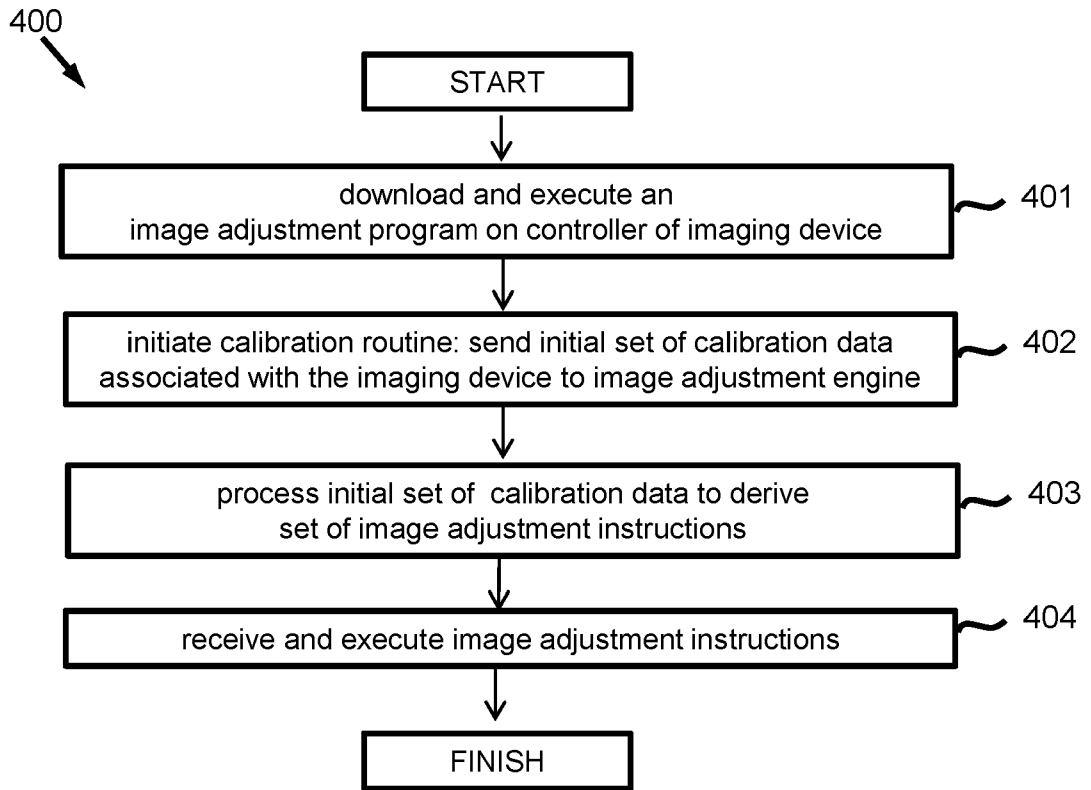 400
START
download and execute an
image adjustment program on controller of imaging device
401
initiate calibration routine: send initial set of calibration data
associated with the imaging device to image adjustment engine
402
process initial set of calibration data to derive
set of image adjustment instructions
403
receive and execute image adjustment instructions
404
FINISH